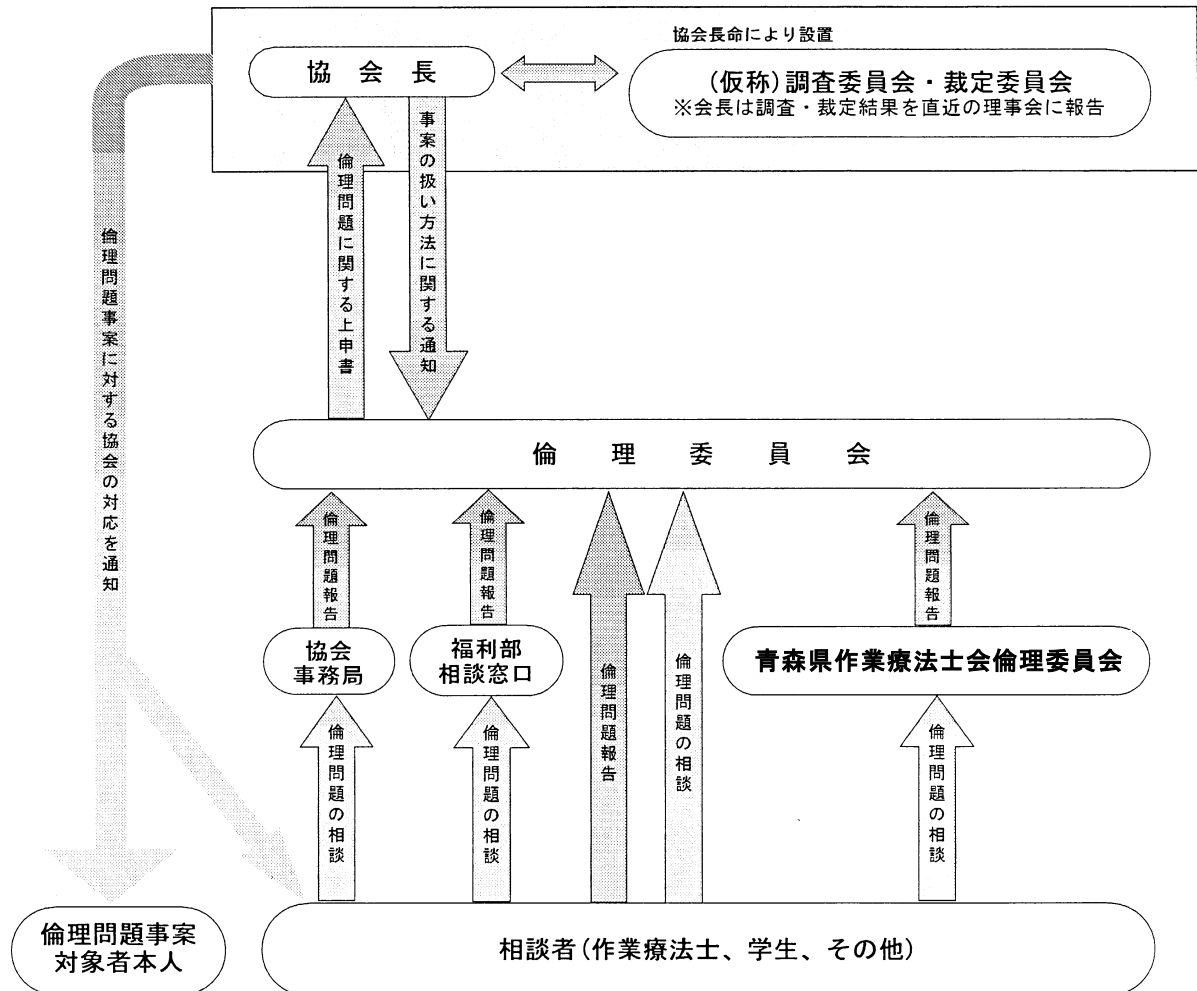 協会長命により設置
協会長
(仮称)調査委員会・裁定委員会
※会長は調査・裁定結果を直近の理事会に報告
倫理問題に関する上申書
事案の扱い方法に関する通知
倫理問題事案に対する協会の対応を通知
倫理委員会
倫理問題報告
倫理問題報告
倫理問題報告
倫理問題の相談
倫理問題報告
協会
事務局
福利部
相談窓口
青森県作業療法士会倫理委員会
倫理問題の相談
倫理問題の相談
倫理問題の相談
倫理問題事案
対象者本人
相談者(作業療法士、学生、その他)